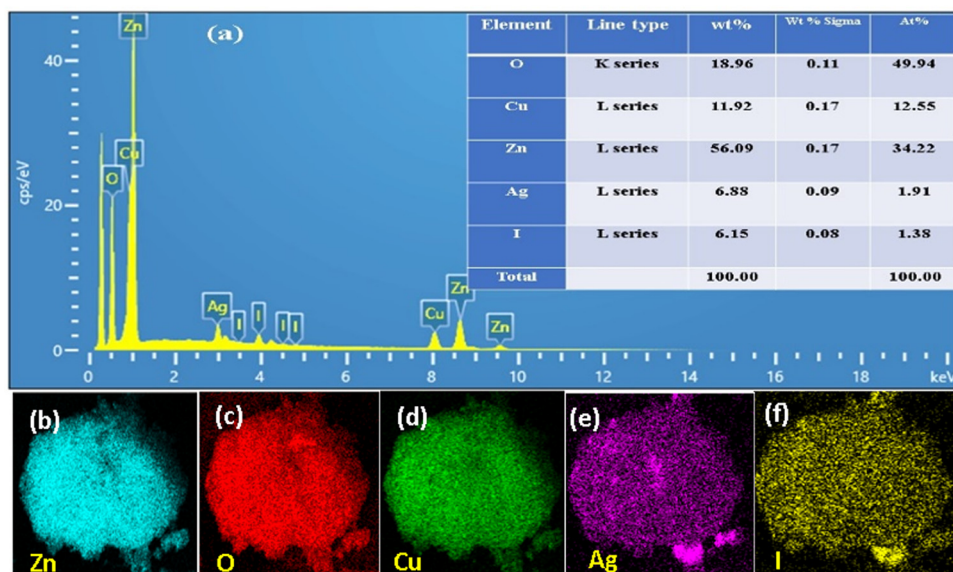 (a)
Zn
Cu
O
Ag
I
I
I
I
Cu
Zn
Zn
cps/eV
40
20
0
0 2 4 6 8 10 12 14 16 18 keV
Element Line type wt% Wt % Sigma At%
O K series 18.96 0.11 49.94
Cu L series 11.92 0.17 12.55
Zn L series 56.09 0.17 34.22
Ag L series 6.88 0.09 1.91
I L series 6.15 0.08 1.38
Total 100.00 100.00
(b) (c) (d) (e) (f)
Zn O Cu Ag I